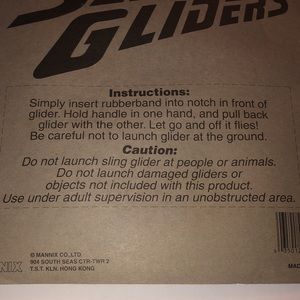 GLIDERS
Instructions:
Simply insert rubberband into notch in front of
glider. Hold handle in one hand, and pull back
glider with the other. Let go and off it flies!
Be careful not to launch glider at the ground.
Caution:
Do not launch sling glider at people or animals.
Do not launch damaged gliders or
objects not included with this product.
Use under adult supervision in an unobstructed area.
© MANNIX CO.,LTD.
904 SOUTH SEAS CTR-TWR 2
T.S.T. KLN. HONG KONG